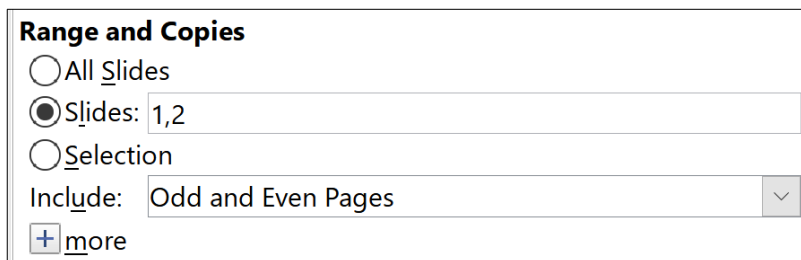 Range and Copies
All Slides
Slides: 1,2
Selection
Include: Odd and Even Pages
more